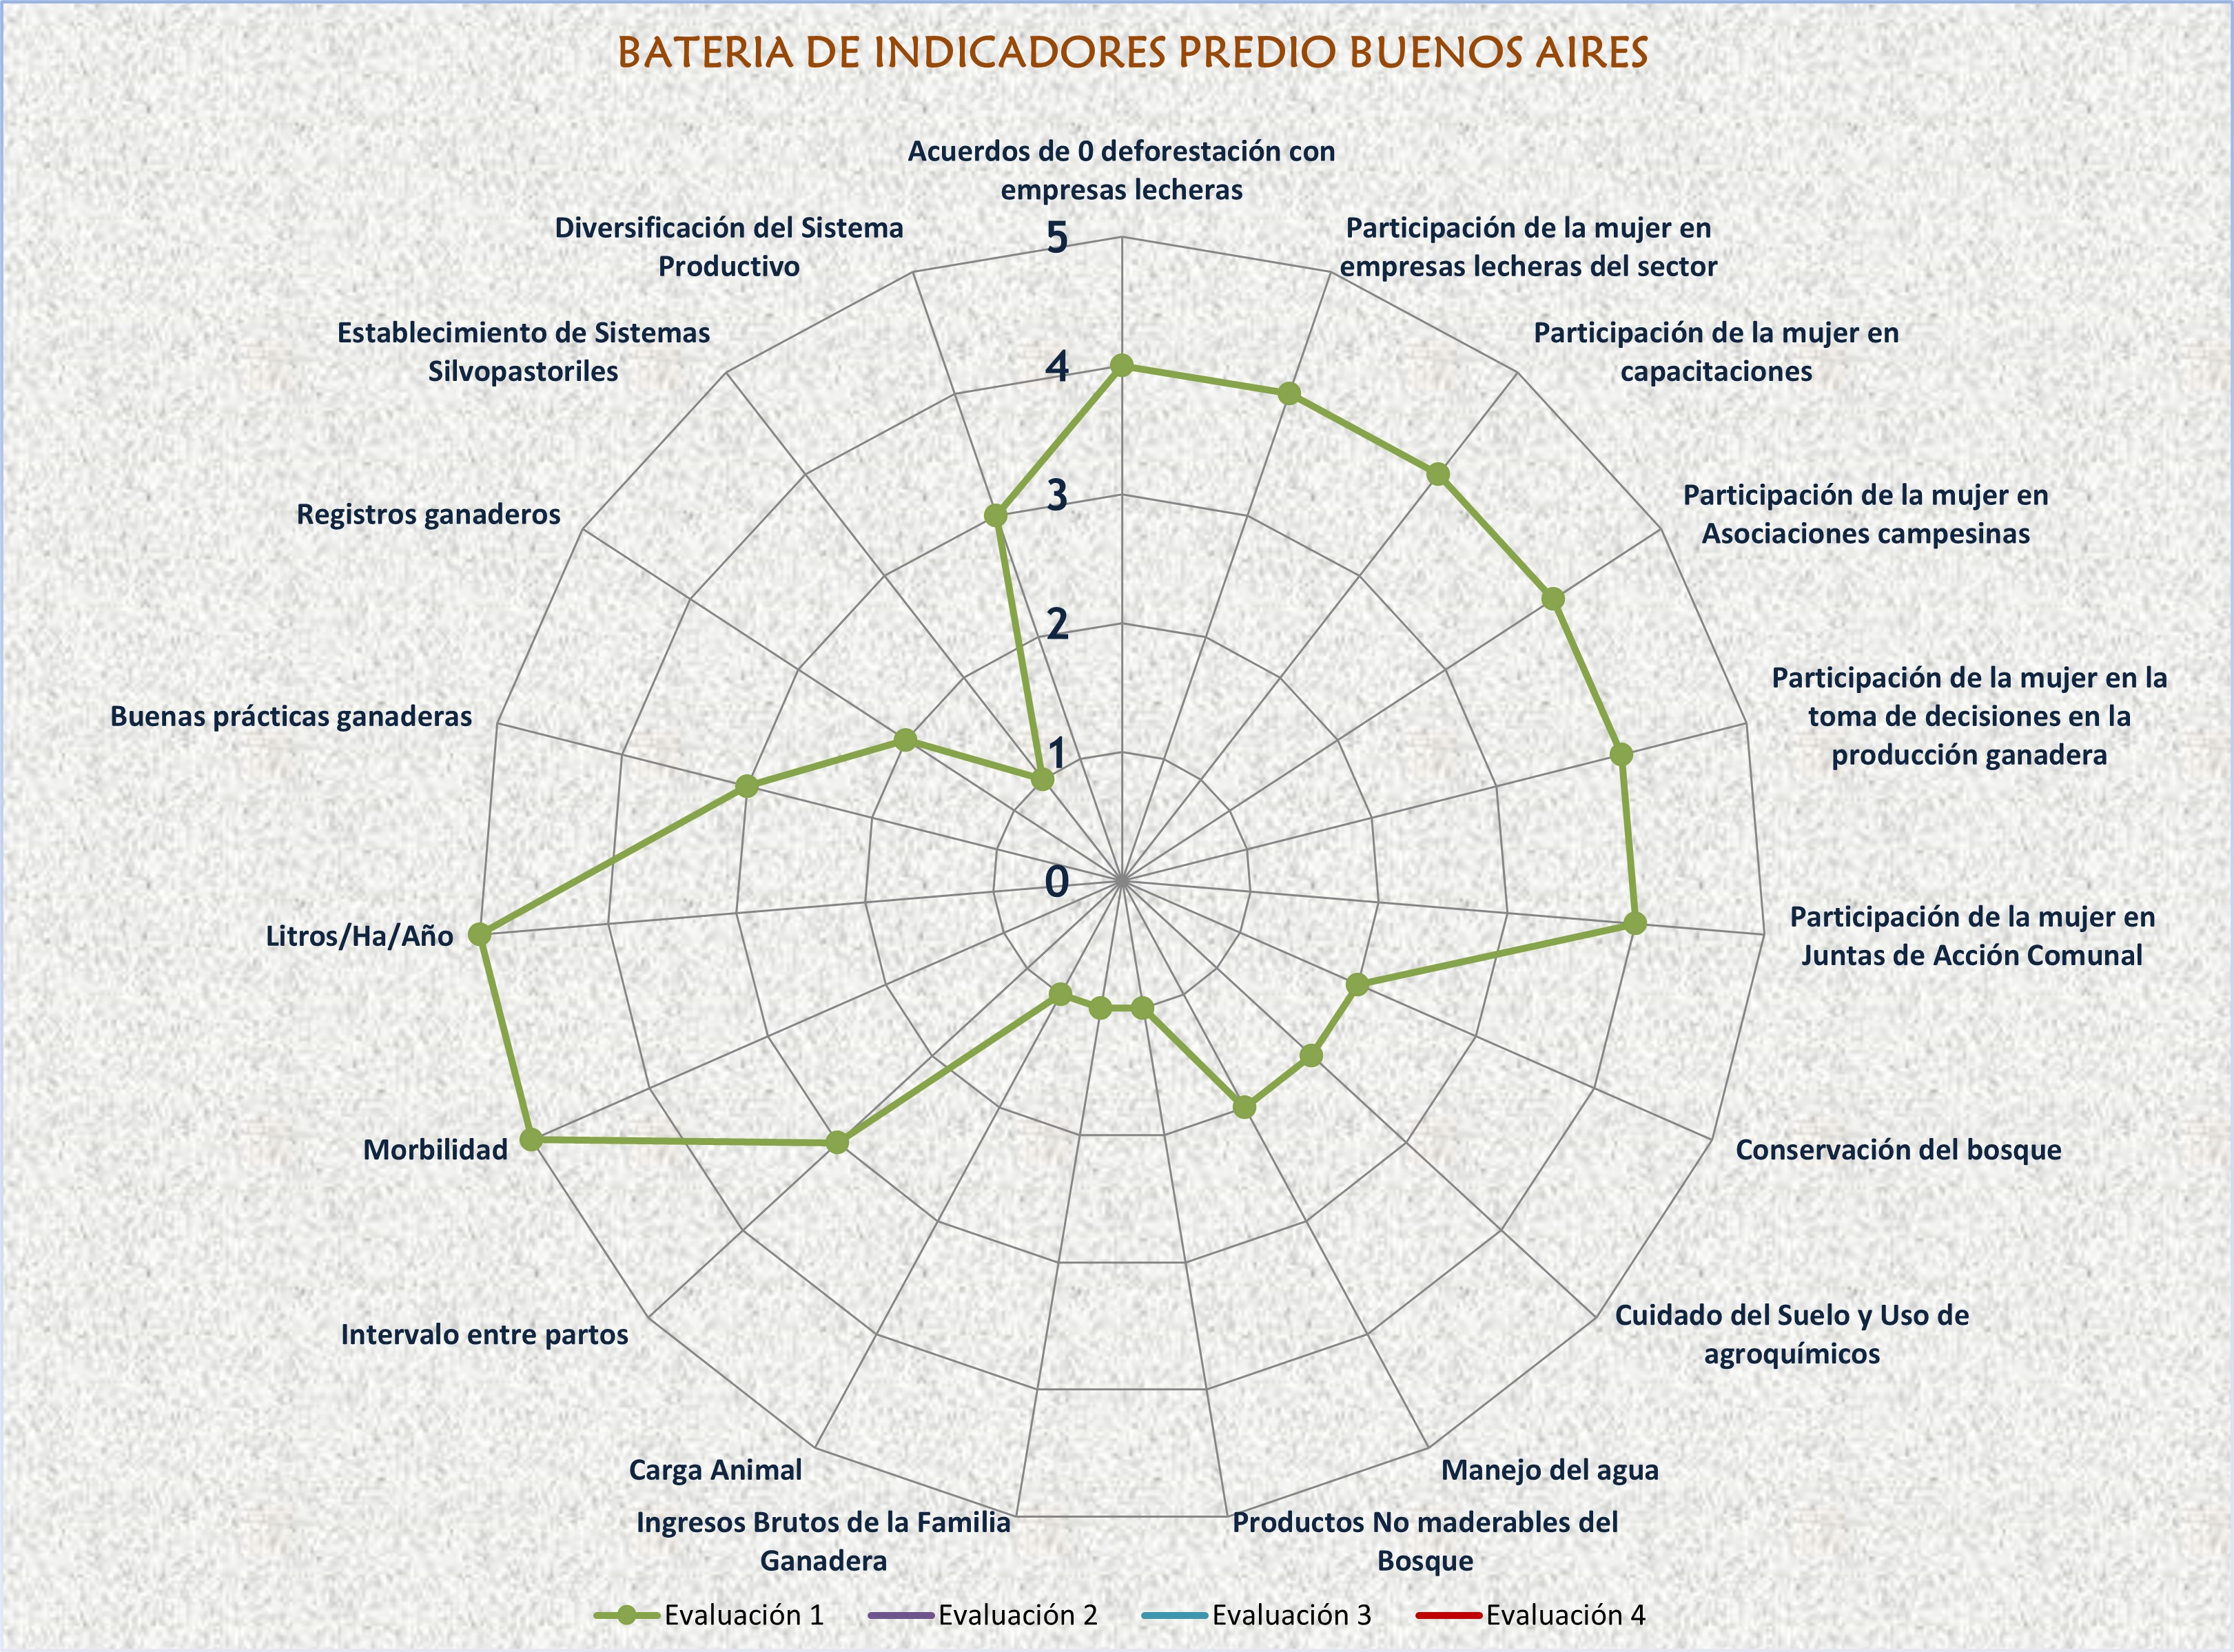 BATERIA DE INDICADORES PREDIO BUENOS AIRES
Acuerdos de 0 deforestación con
empresas lecheras
Participación de la mujer en
empresas lecheras del sector
Participación de la mujer en
capacitaciones
Participación de la mujer en
Asociaciones campesinas
Participación de la mujer en la
toma de decisiones en la
producción ganadera
Participación de la mujer en
Juntas de Acción Comunal
Conservación del bosque
Cuidado del Suelo y Uso de
agroquímicos
Manejo del agua
Productos No maderables del
Bosque
Ingresos Brutos de la Familia
Ganadera
Carga Animal
Intervalo entre partos
Morbilidad
Litros/Ha/Año
Buenas prácticas ganaderas
Registros ganaderos
Establecimiento de Sistemas
Silvopastoriles
Diversificación del Sistema
Productivo
5
4
3
2
1
0
Evaluación 1
Evaluación 2
Evaluación 3
Evaluación 4